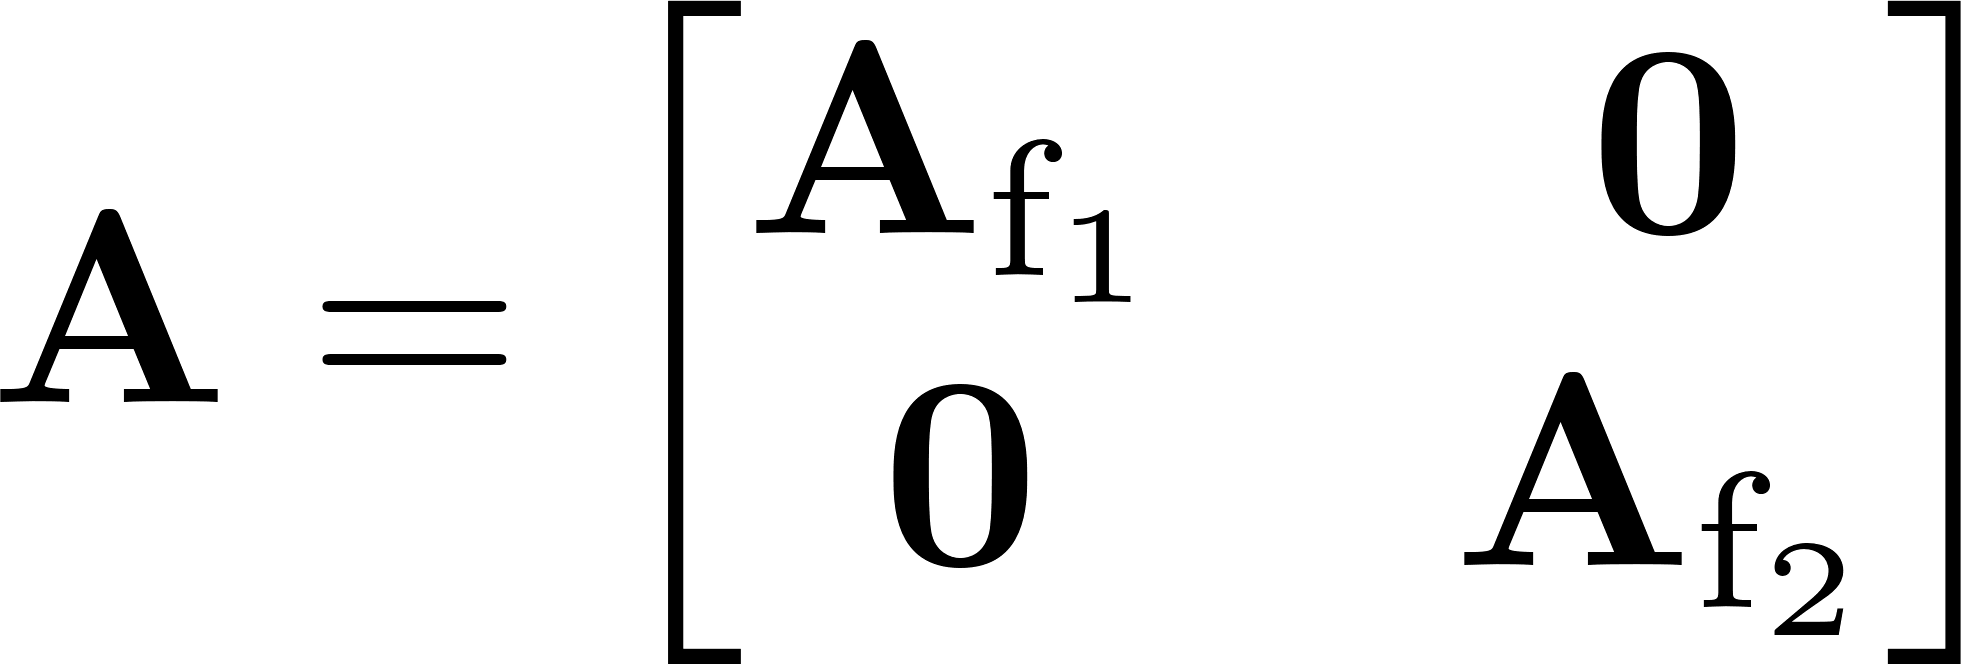 𝐀 = [ 𝐀_{f_1} 𝟎
𝟎 𝐀_{f_2} ]